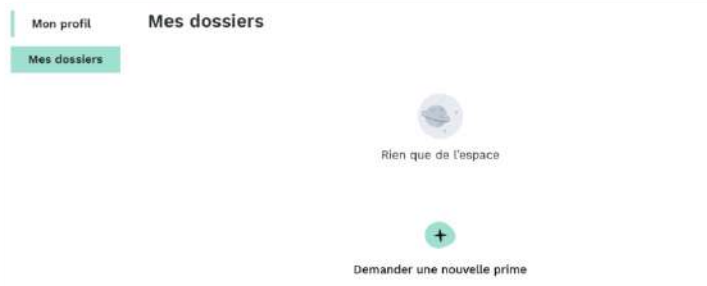 Mon profil
Mes dossiers
Mes dossiers
Rien que de l'espace
Demander une nouvelle prime